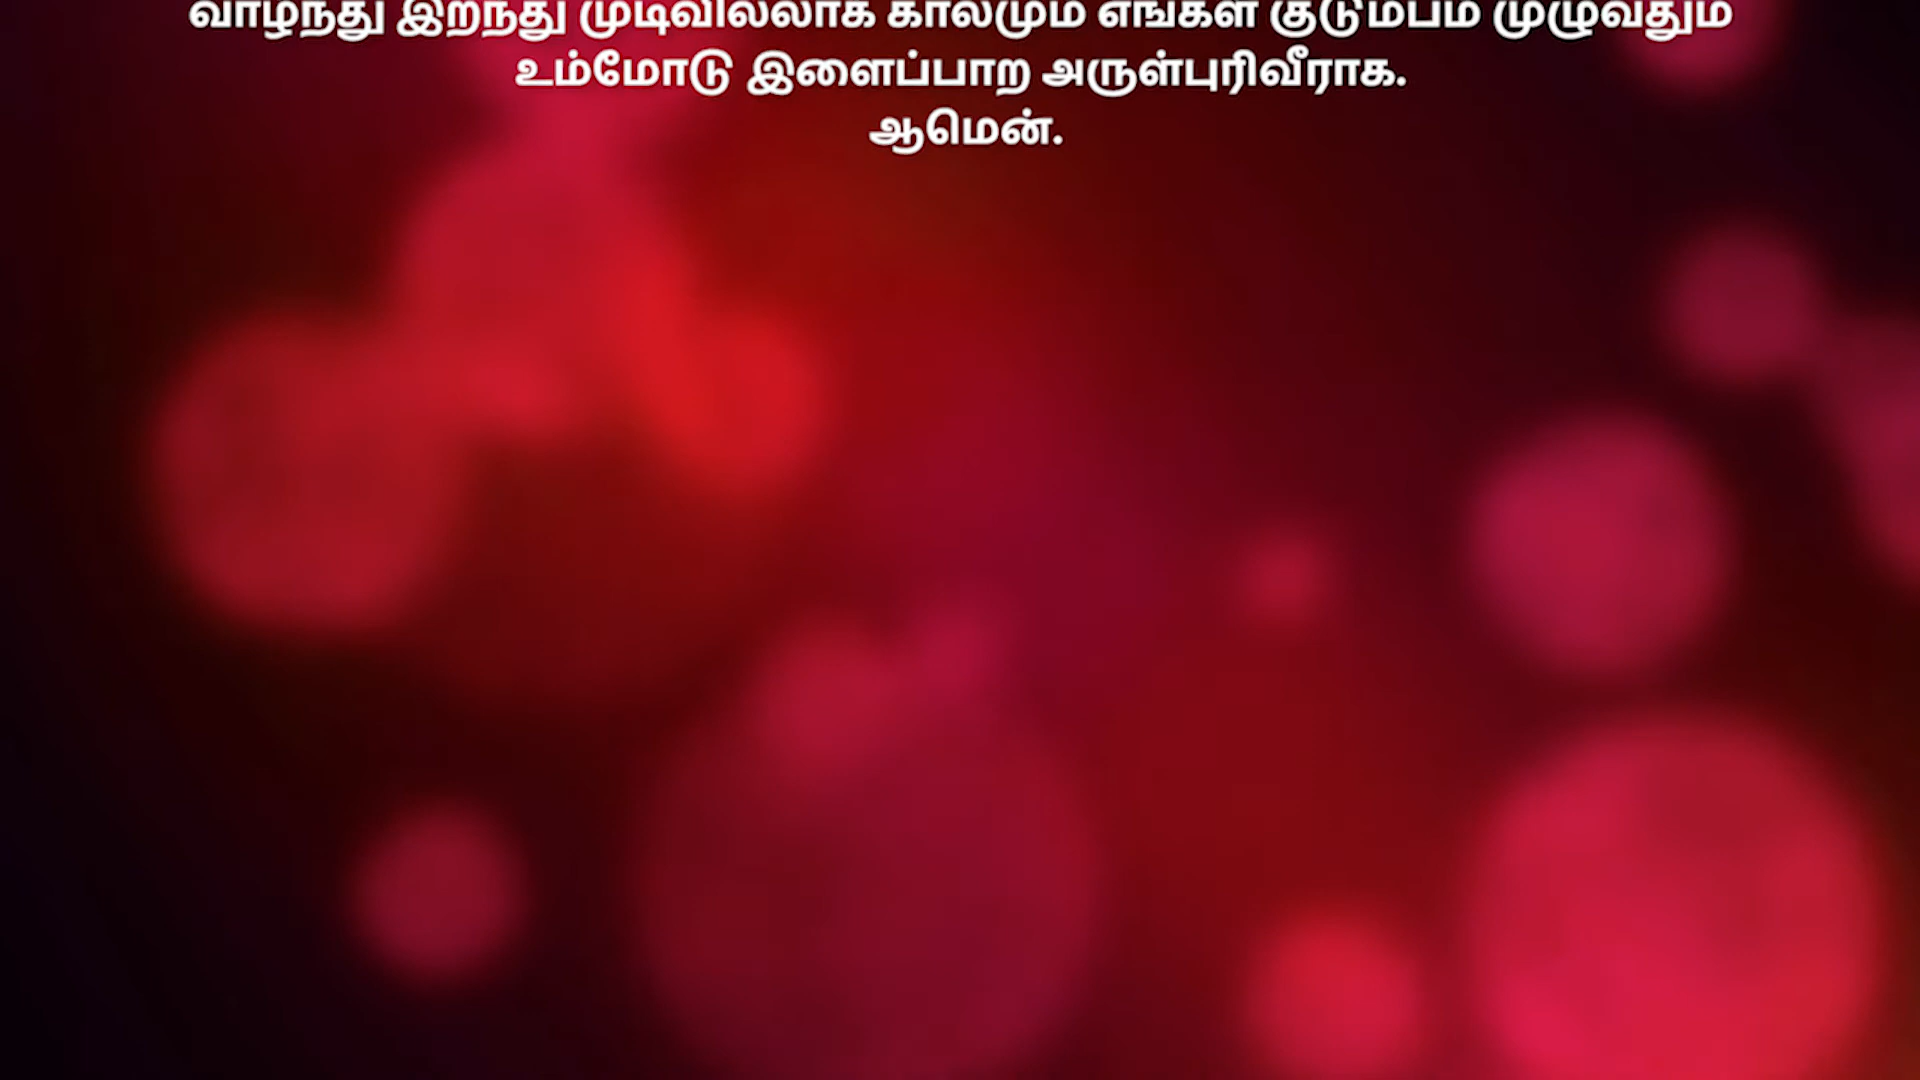 வாழ்ந்து இறந்து முடிவில்லாக் காலமும் எங்கள் குடும்பம் முழுவதும்
உம்மோடு இளைப்பாற அருள்புரிவீராக.
ஆமென்.